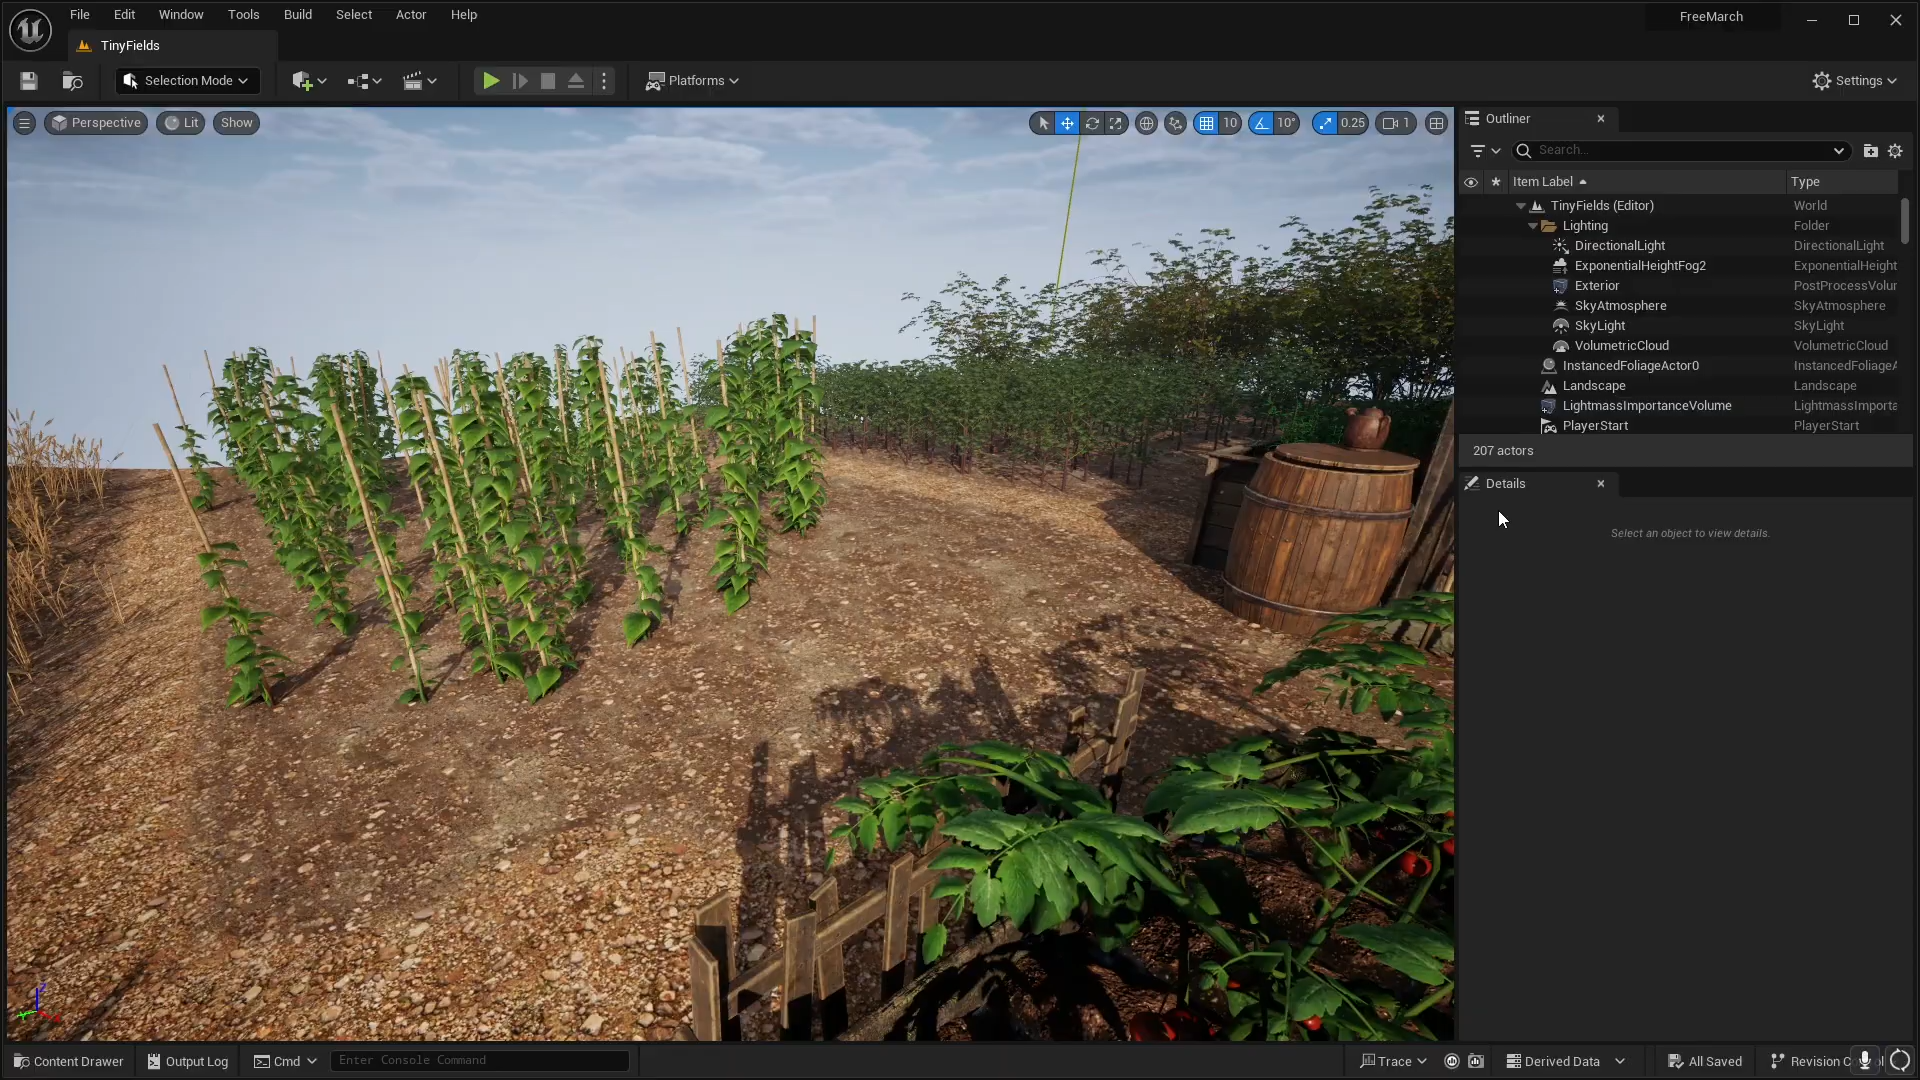 File Edit Window Tools Build Select Actor Help
FreeMarch
TinyFields
Selection Mode
Platforms
Settings
Perspective Lit Show
10 10° 0.25 1
Outliner
Search...
Item Label Type
TinyFields (Editor) World
Lighting Folder
DirectionalLight DirectionalLight
ExponentialHeightFog2 ExponentialHeight
Exterior PostProcessVolur
SkyAtmosphere SkyAtmosphere
SkyLight SkyLight
VolumetricCloud VolumetricCloud
InstancedFoliageActor0 InstancedFoliageA
Landscape Landscape
LightmassImportanceVolume LightmassImporta
PlayerStart PlayerStart
207 actors
Details
Select an object to view details.
Content Drawer Output Log Cmd Enter Console Command
Trace Derived Data All Saved Revision